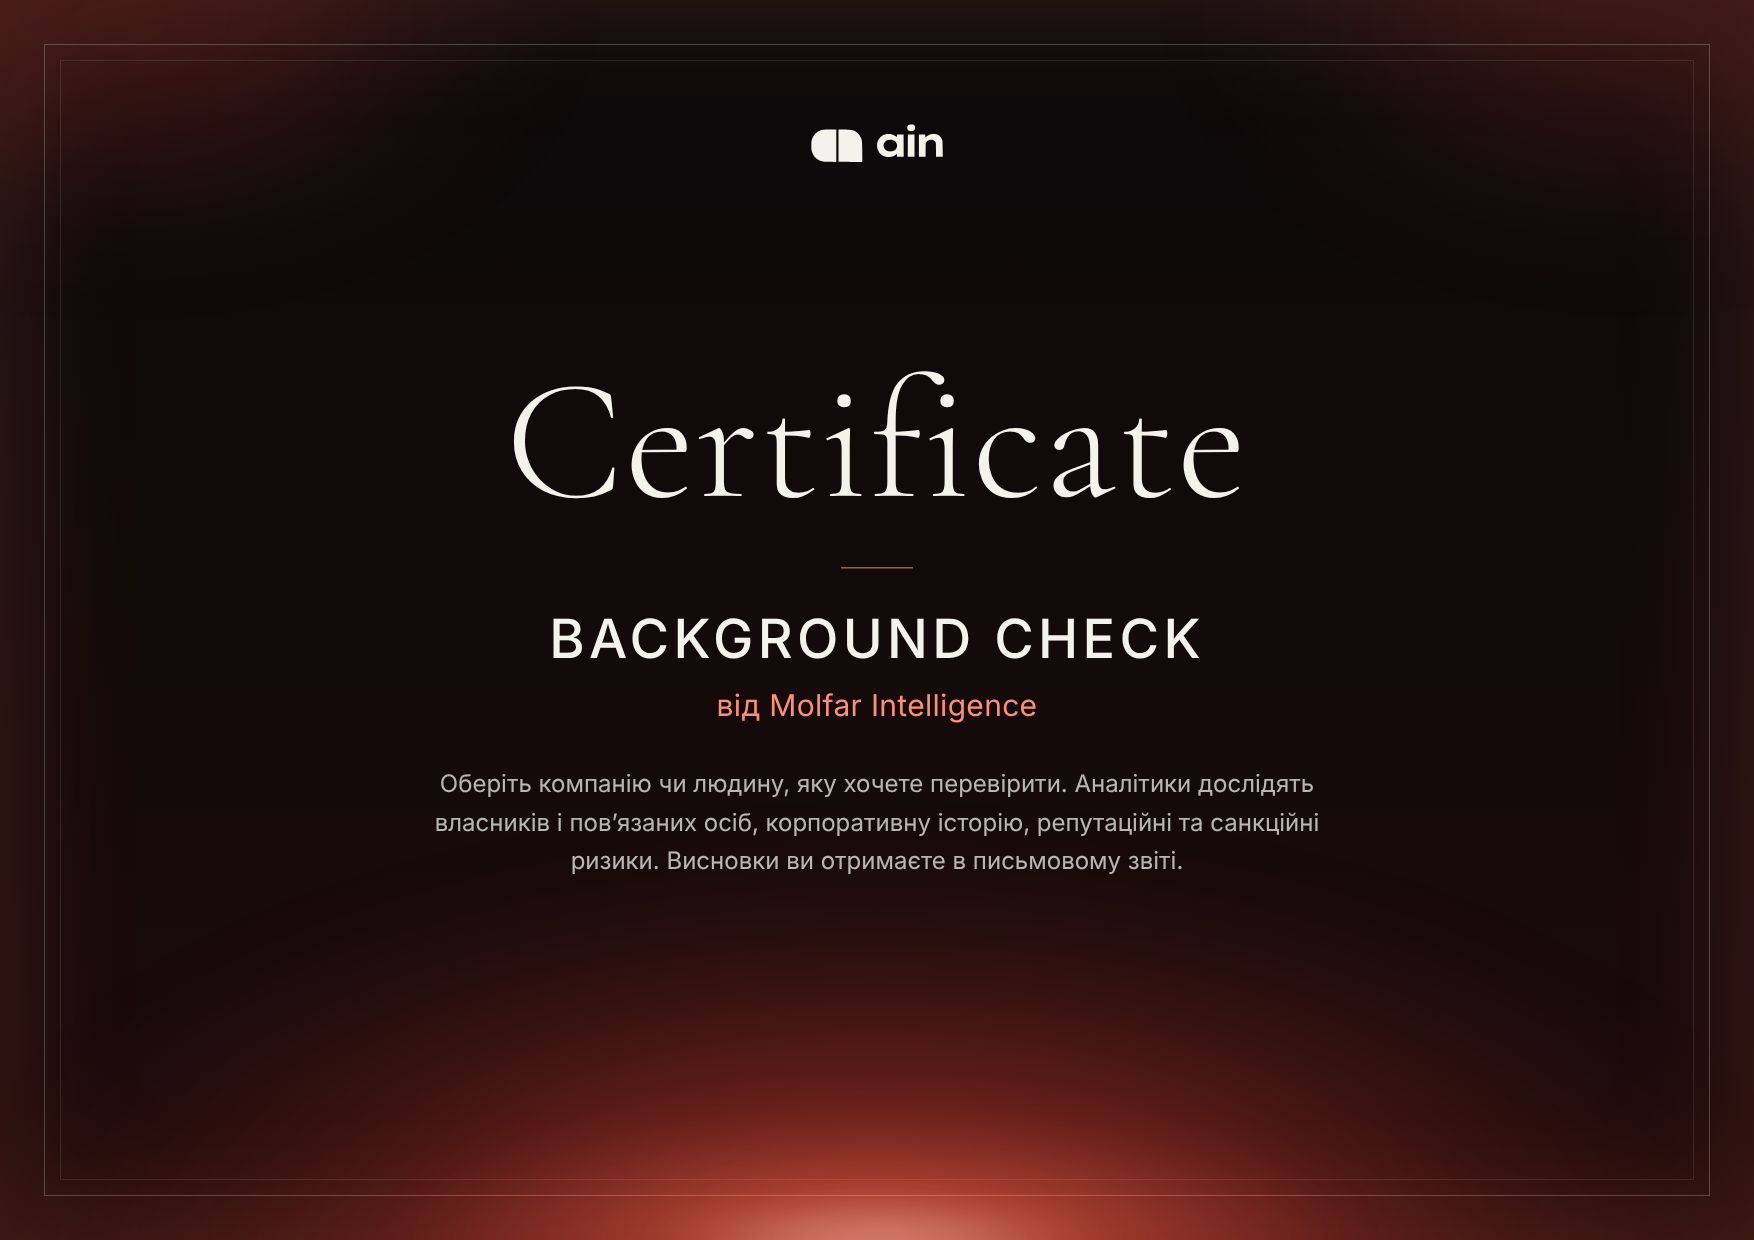 ain
Certificate
BACKGROUND CHECK
від Molfar Intelligence
Оберіть компанію чи людину, яку хочете перевірити. Аналітики дослідять
власників і пов’язаних осіб, корпоративну історію, репутаційні та санкційні
ризики. Висновки ви отримаєте в письмовому звіті.